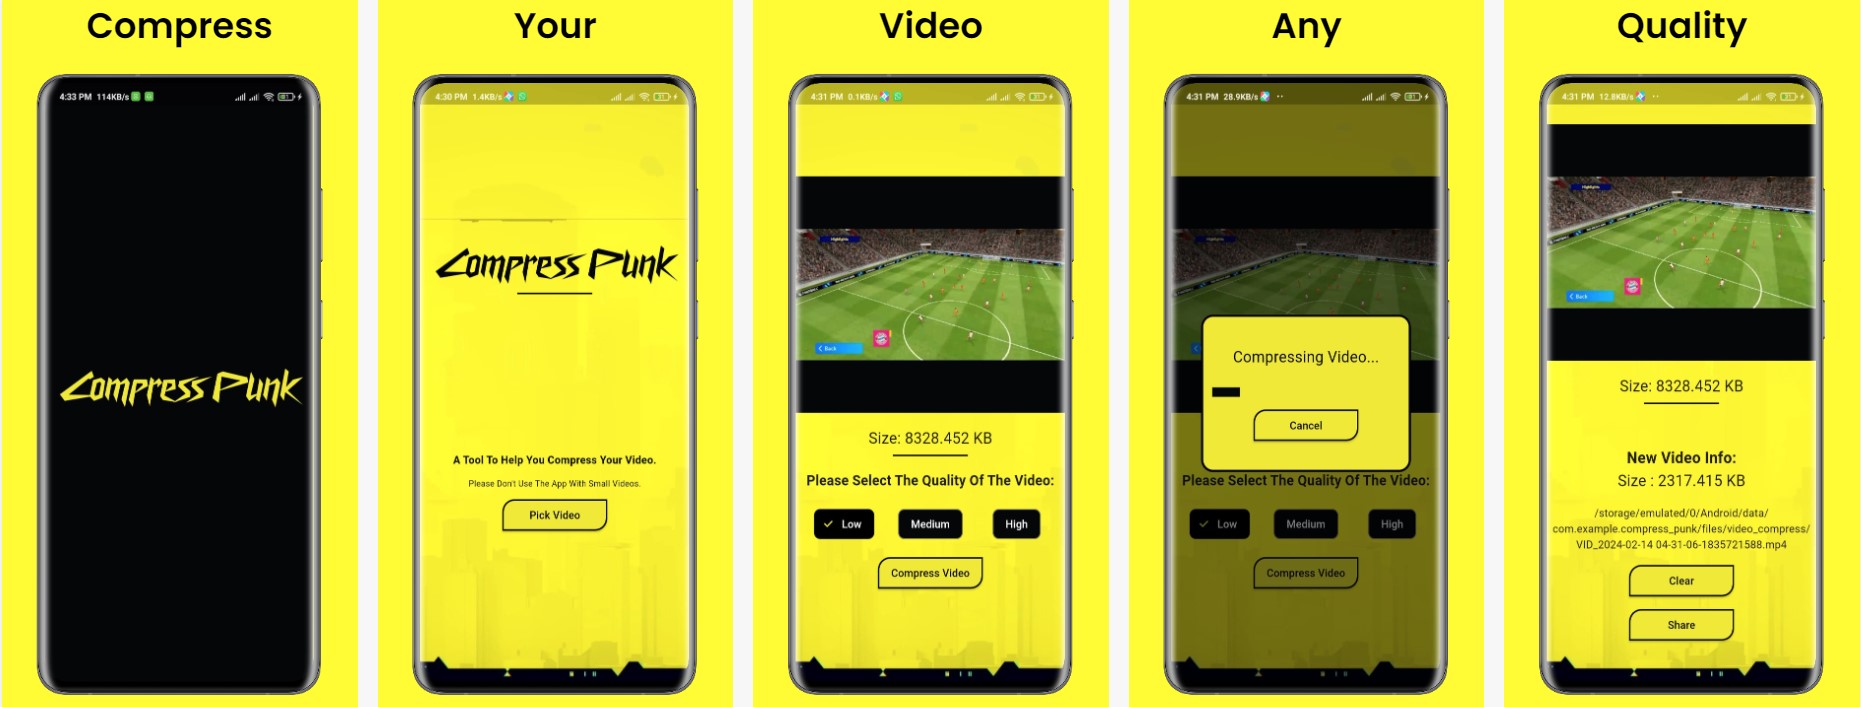 Compress
4:33 PM 114KB/s
Compress Punk
Your
4:30 PM 1.4KB/s
Compress Punk
A Tool To Help You Compress Your Video.
Please Don't Use The App With Small Videos.
Pick Video
Video
4:31 PM 0.1KB/s
Highlights
Back
Size: 8328.452 KB
Please Select The Quality Of The Video:
Low Medium High
Compress Video
Any
4:31 PM 28.9KB/s
Highlights
Compressing Video...
Cancel
Please Select The Quality Of The Video:
Low Medium High
Compress Video
Quality
4:31 PM 12.8KB/s
Highlights
Back
Size: 8328.452 KB
New Video Info:
Size : 2317.415 KB
/storage/emulated/0/Android/data/
com.example.compress_punk/files/video_compress/
VID_2024-02-14 04-31-06-1835721588.mp4
Clear
Share